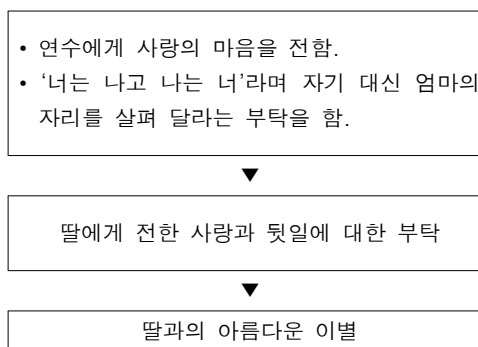 • 연수에게 사랑의 마음을 전함.
• ‘너는 나고 나는 너’라며 자기 대신 엄마의
자리를 살펴 달라는 부탁을 함.
▼
딸에게 전한 사랑과 뒷일에 대한 부탁
▼
딸과의 아름다운 이별